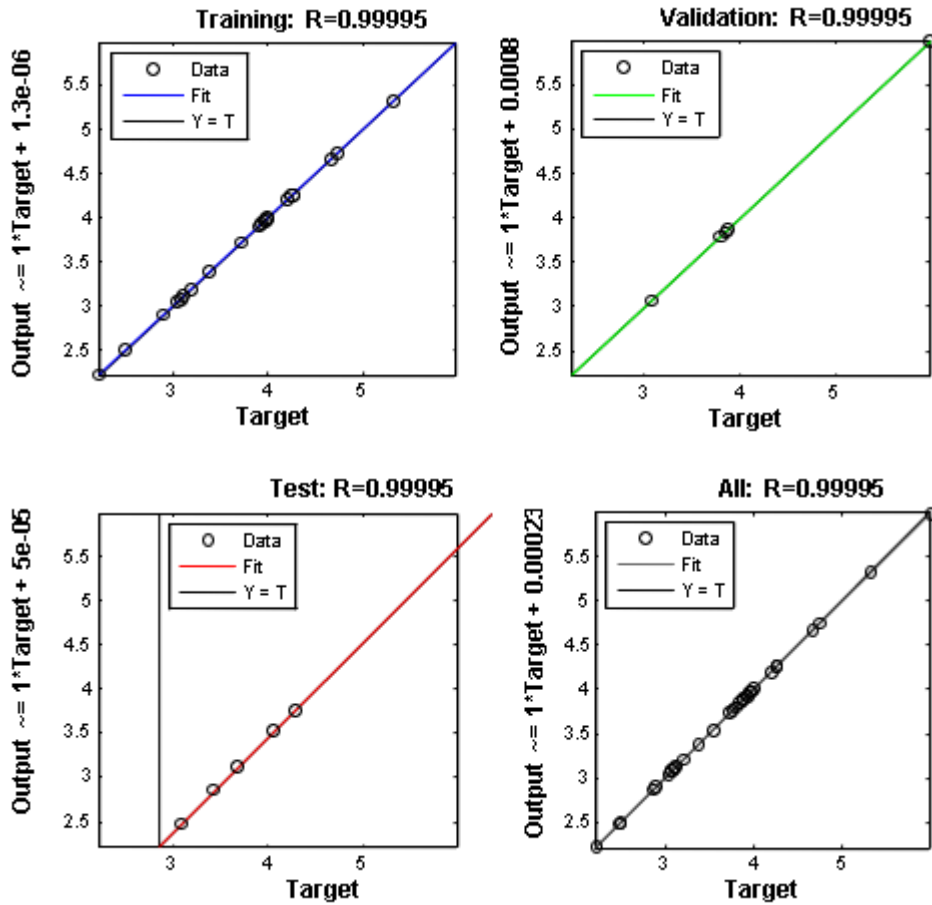 Training: R=0.99995
Output ~= 1*Target + 1.3e-06
5.5
5
4.5
4
3.5
3
2.5
Data
Fit
Y = T
3
4
5
Target
Validation: R=0.99995
Output ~= 1*Target + 0.0008
5.5
5
4.5
4
3.5
3
2.5
Data
Fit
Y = T
3
4
5
Target
Test: R=0.99995
Output ~= 1*Target + 5e-05
5.5
5
4.5
4
3.5
3
2.5
Data
Fit
Y = T
3
4
5
Target
All: R=0.99995
Output ~= 1*Target + 0.00023
5.5
5
4.5
4
3.5
3
2.5
Data
Fit
Y = T
3
4
5
Target